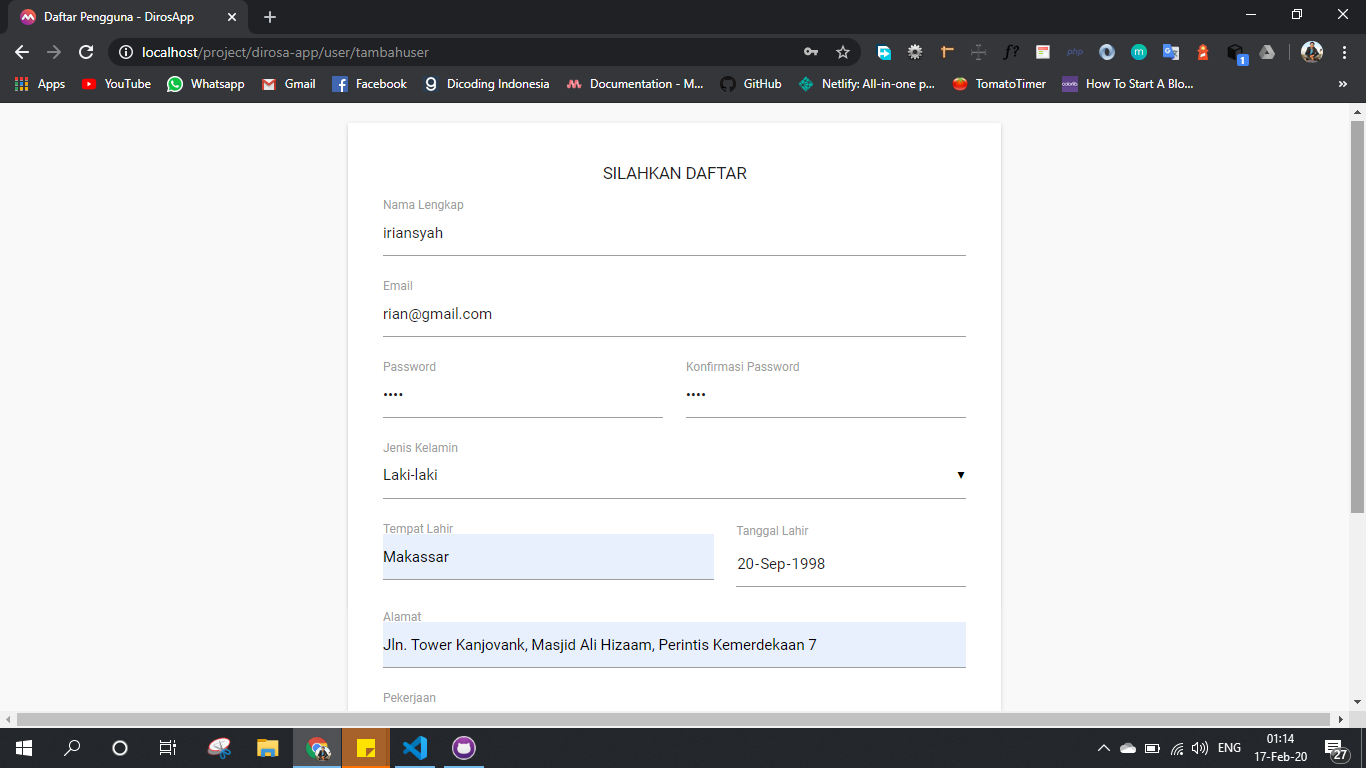 Daftar Pengguna - DirosApp
localhost/project/dirosa-app/user/tambahuser
f?
php
m
1
Apps YouTube Whatsapp Gmail Facebook Dicoding Indonesia Documentation - M... GitHub Netlify: All-in-one p... TomatoTimer How To Start A Blo... »
SILAHKAN DAFTAR
Nama Lengkap
iriansyah
Email
rian@gmail.com
Password Konfirmasi Password
•••• ••••
Jenis Kelamin
Laki-laki
Tempat Lahir Tanggal Lahir
Makassar 20-Sep-1998
Alamat
Jln. Tower Kanjovank, Masjid Ali Hizaam, Perintis Kemerdekaan 7
Pekerjaan
ENG
01:14
17-Feb-20
27